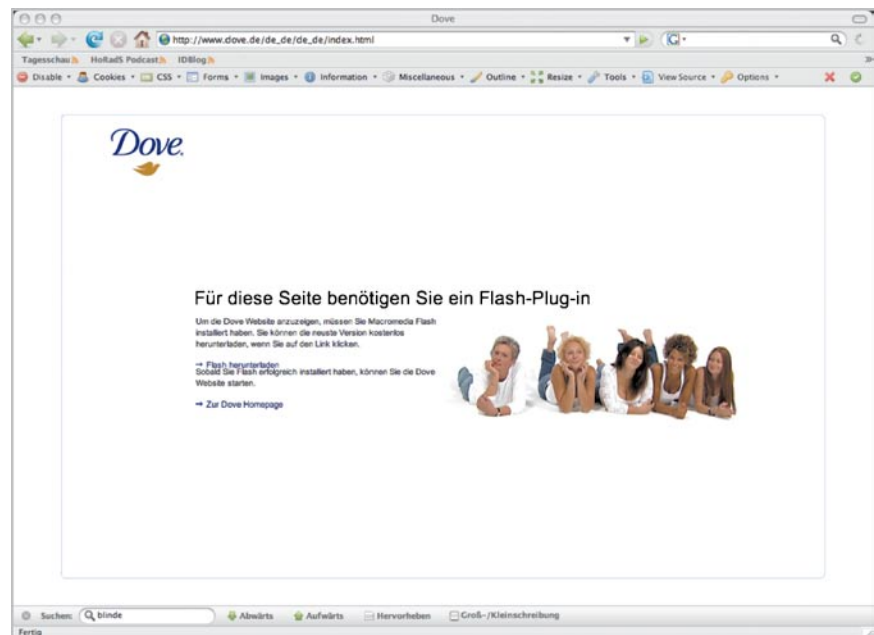 Dove
http://www.dove.de/de_de/de_de/index.html
Tagesschau HoRadS Podcast IDBlog
Disable Cookies CSS Forms Images Information Miscellaneous Outline Resize Tools View Source Options
Dove.
Für diese Seite benötigen Sie ein Flash-Plug-in
Um die Dove Website anzuzeigen, müssen Sie Macromedia Flash
installiert haben. Sie können die neuste Version kostenlos
herunterladen, wenn Sie auf den Link klicken.
→ Flash herunterladen
Sobald Sie Flash erfolgreich installiert haben, können Sie die Dove
Website starten.
→ Zur Dove Homepage
Suchen: blinde Abwärts Aufwärts Hervorheben Groß-/Kleinschreibung
Fertig